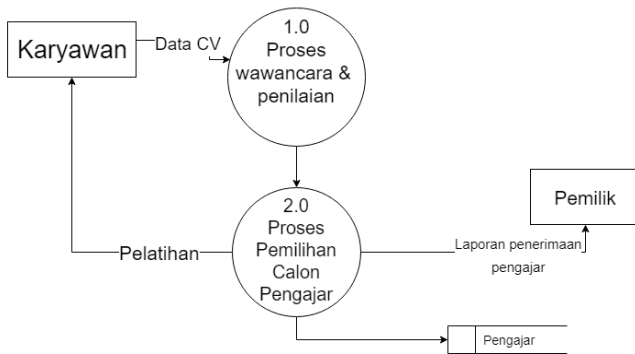 Karyawan
Data CV
1.0
Proses
wawancara &
penilaian
2.0
Proses
Pemilihan
Calon
Pengajar
Pelatihan
Laporan penerimaan
pengajar
Pemilik
Pengajar